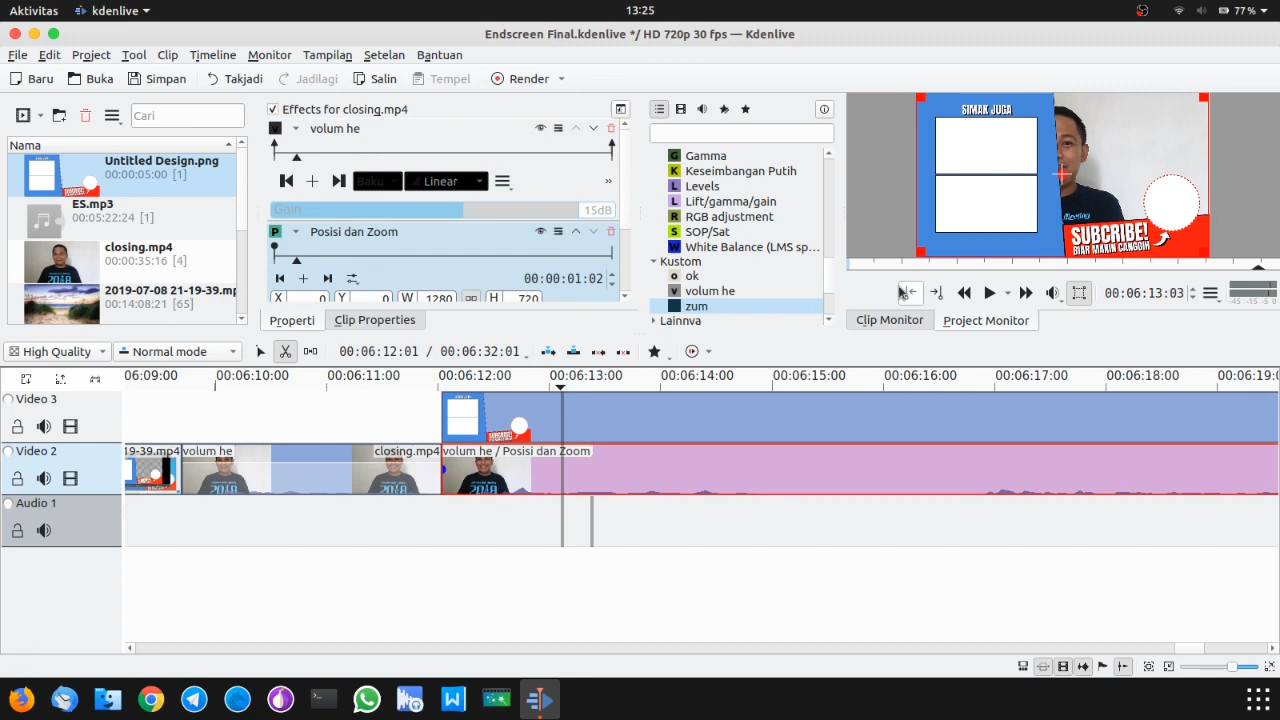 Aktivitas
kdenlive
13:25
77 %
Endscreen Final.kdenlive */ HD 720p 30 fps — Kdenlive
File Edit Project Tool Clip Timeline Monitor Tampilan Setelan Bantuan
Baru Buka Simpan Takjadi Jadilagi Salin Tempel Render
Cari
Nama
Untitled Design.png
00:00:05:00 [1]
ES.mp3
00:05:22:24 [1]
closing.mp4
00:00:35:16 [4]
2019-07-08 21-19-39.mp
00:14:08:21 [65]
Effects for closing.mp4
v volum he
Baku Linear
»
Gain 15dB
P Posisi dan Zoom
00:00:01:02
X 0 Y 0 W 1280 H 720
Properti Clip Properties
G Gamma
K Keseimbangan Putih
L Levels
L Lift/gamma/gain
R RGB adjustment
S SOP/Sat
W White Balance (LMS sp...
Kustom
o ok
v volum he
zum
Lainnva
SIMAK JUGA
SUBCRIBE!
BIAR MAKIN CANGGIH
00:06:13:03
-45 -30 -20 -15 -10 -5
Clip Monitor Project Monitor
High Quality Normal mode 00:06:12:01 / 00:06:32:01
06:09:00 00:06:10:00 00:06:11:00 00:06:12:00 00:06:13:00 00:06:14:00 00:06:15:00 00:06:16:00 00:06:17:00 00:06:18:00 00:06:19:0
Video 3
Video 2
19-39.mp4 volum he closing.mp4 volum he / Posisi dan Zoom
Audio 1